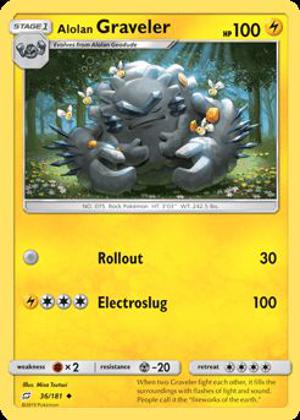 STAGE 1 Alolan Graveler HP 100
Evolves from Alolan Geodude
NO. 075 Rock Pokémon HT: 3'03" WT: 242.5 lbs.
Rollout 30
Electroslug 100
weakness ×2 resistance -20 retreat
Illus. Mina Tsutsui
36/181
©2019 Pokémon
When two Graveler fight each other, it fills the
surroundings with flashes of light and sound.
People call it the "fireworks of the earth."